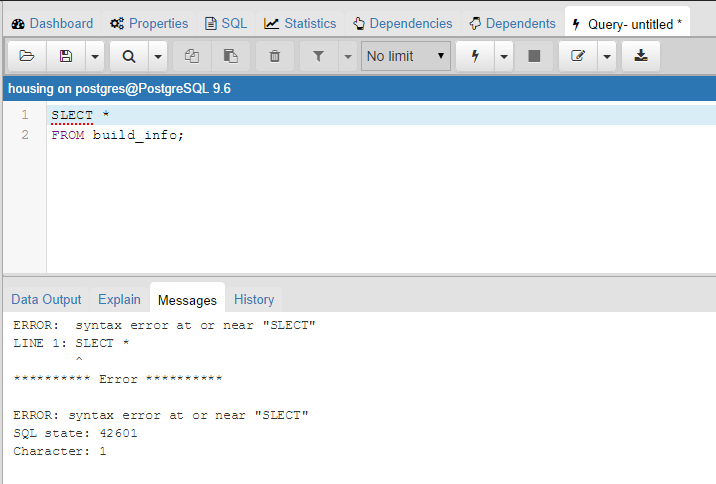 Dashboard Properties SQL Statistics Dependencies Dependents Query- untitled *
No limit
housing on postgres@PostgreSQL 9.6
1 SLECT *
2 FROM build_info;
Data Output Explain Messages History
ERROR:  syntax error at or near "SLECT"
LINE 1: SLECT *
        ^
********** Error **********
ERROR: syntax error at or near "SLECT"
SQL state: 42601
Character: 1